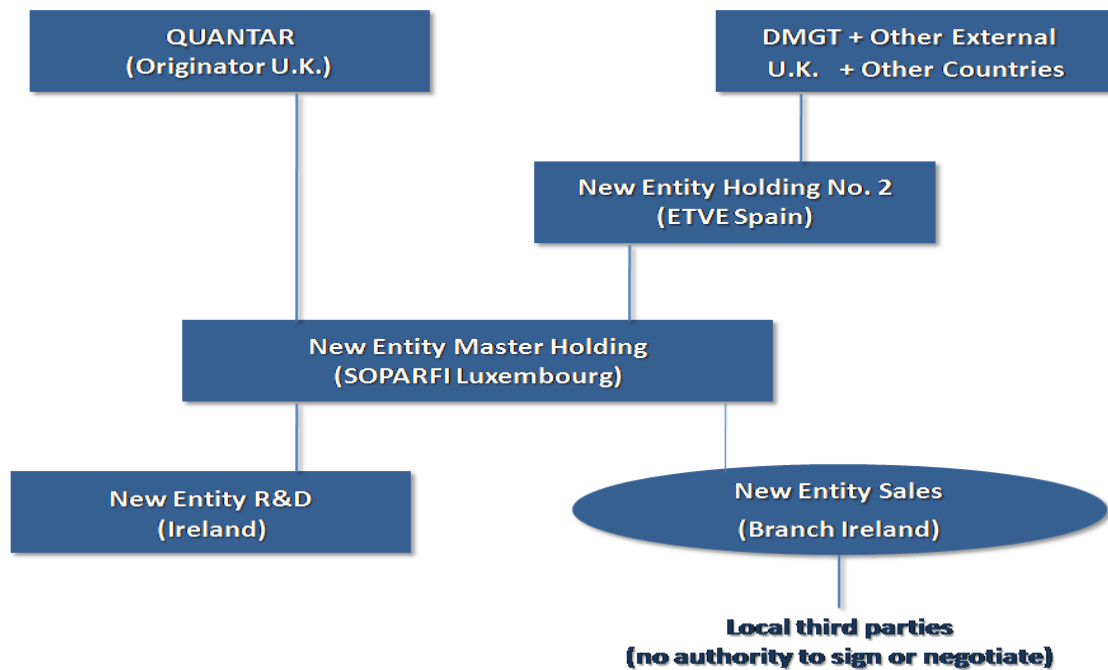 QUANTAR
(Originator U.K.)
DMGT + Other External
U.K. + Other Countries
New Entity Holding No. 2
(ETVE Spain)
New Entity Master Holding
(SOPARFI Luxembourg)
New Entity R&D
(Ireland)
New Entity Sales
(Branch Ireland)
Local third parties
(no authority to sign or negotiate)